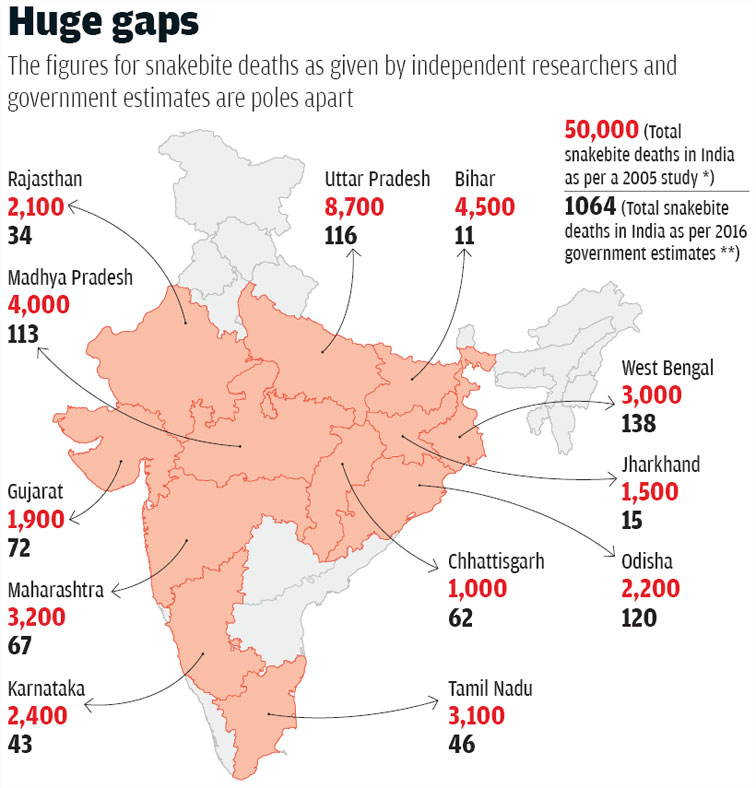 Huge gaps
The figures for snakebite deaths as given by independent researchers and
government estimates are poles apart
50,000 (Total
snakebite deaths in India
as per a 2005 study *)
1064 (Total snakebite
deaths in India as per 2016
government estimates **)
Rajasthan
2,100
34
Uttar Pradesh
8,700
116
Bihar
4,500
11
Madhya Pradesh
4,000
113
West Bengal
3,000
138
Jharkhand
1,500
15
Gujarat
1,900
72
Chhattisgarh
1,000
62
Odisha
2,200
120
Maharashtra
3,200
67
Karnataka
2,400
43
Tamil Nadu
3,100
46